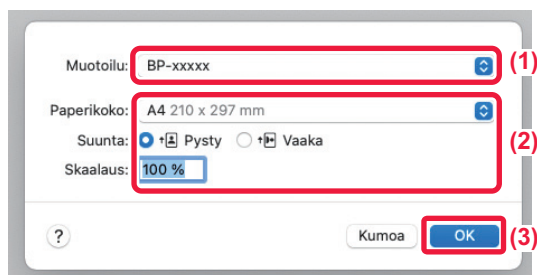 Muotoilu: BP-xxxxx (1)
Paperikoko: A4 210 x 297 mm
Suunta: Pysty Vaaka (2)
Skaalaus: 100 %
? Kumoa OK (3)